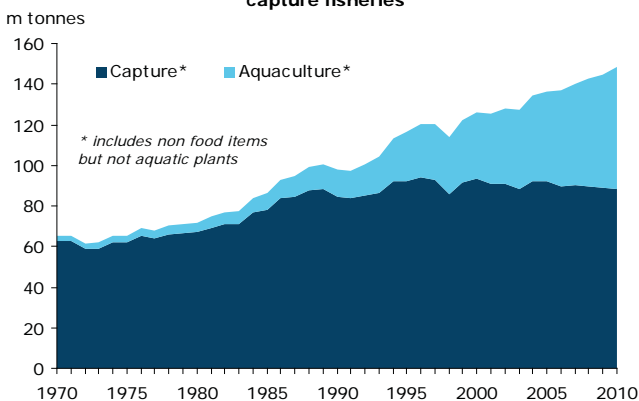 capture fisheries
m tonnes
160
140
120
100
80
60
40
20
0
Capture*
Aquaculture*
* includes non food items
but not aquatic plants
1970 1975 1980 1985 1990 1995 2000 2005 2010